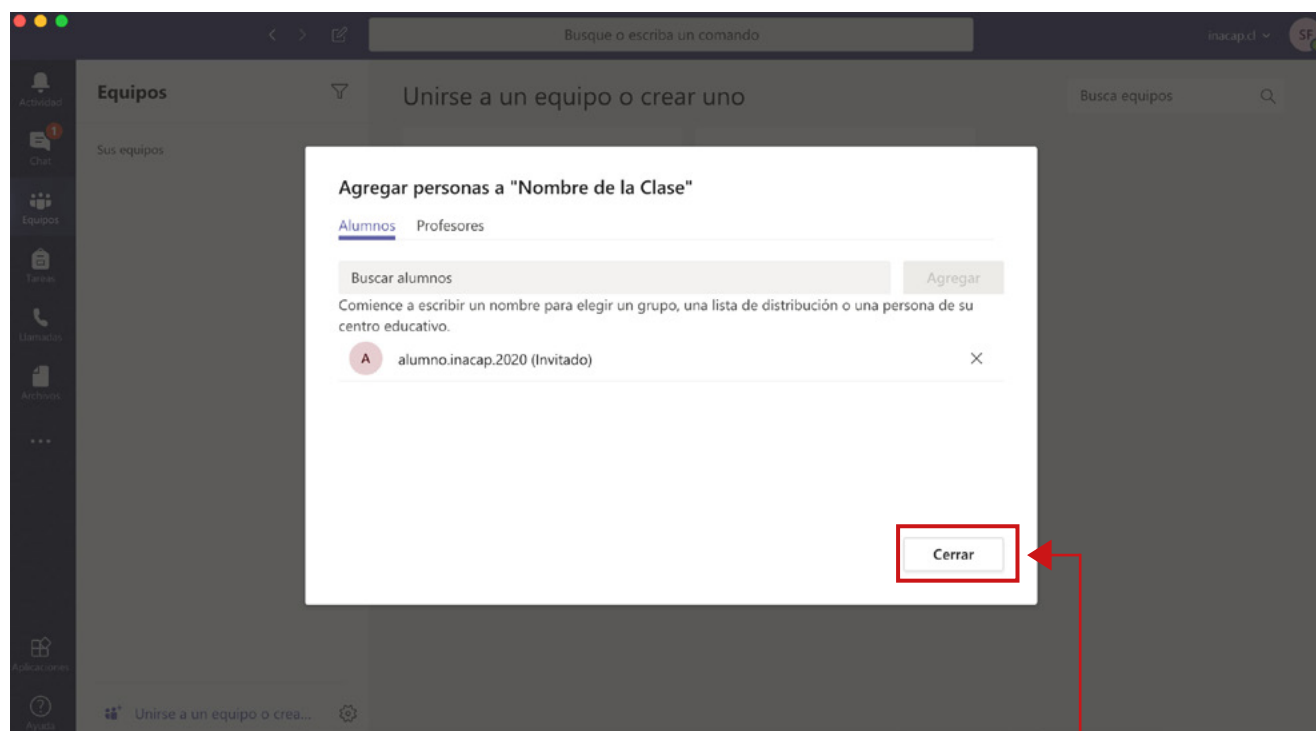 Busque o escriba un comando
inacap.cl
SF
Actividad
Equipos
Unirse a un equipo o crear uno
Busca equipos
1
Chat
Sus equipos
Equipos
Tareas
Llamadas
Archivos
Agregar personas a "Nombre de la Clase"
Alumnos Profesores
Buscar alumnos Agregar
Comience a escribir un nombre para elegir un grupo, una lista de distribución o una persona de su
centro educativo.
A alumno.inacap.2020 (Invitado)
Cerrar
Aplicaciones
Unirse a un equipo o crea...
Ayuda